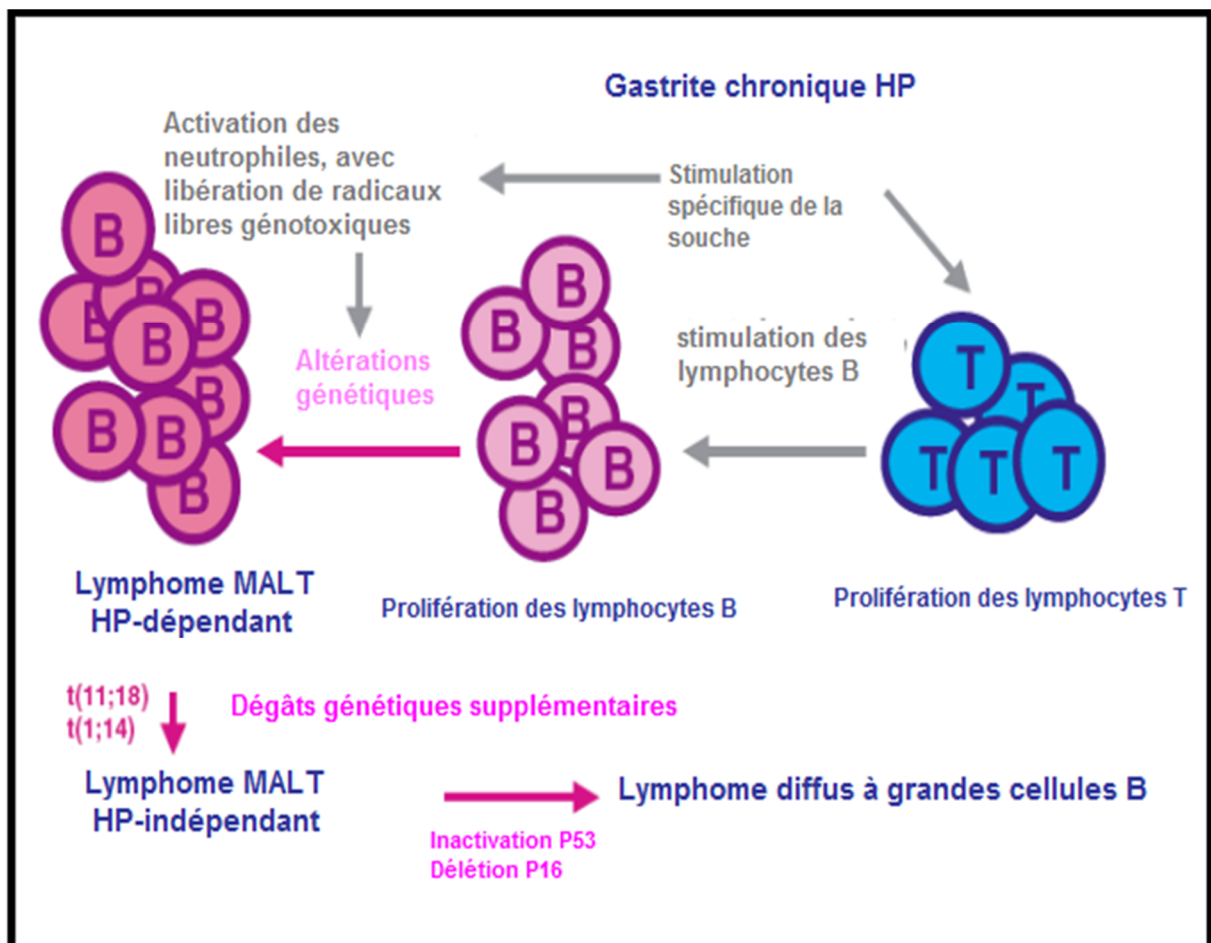 Gastrite chronique HP
Activation des
neutrophiles, avec
libération de radicaux
libres génotoxiques
Stimulation
spécifique de la
souche
B
B
B
B
B
B
B
B
B
B
Altérations
génétiques
B
B
B
B
B
B
B
stimulation des
lymphocytes B
T
T
T
T
T
Lymphome MALT
HP-dépendant
Prolifération des lymphocytes B
Prolifération des lymphocytes T
t(11;18)
t(1;14)
Dégâts génétiques supplémentaires
Lymphome MALT
HP-indépendant
Lymphome diffus à grandes cellules B
Inactivation P53
Délétion P16